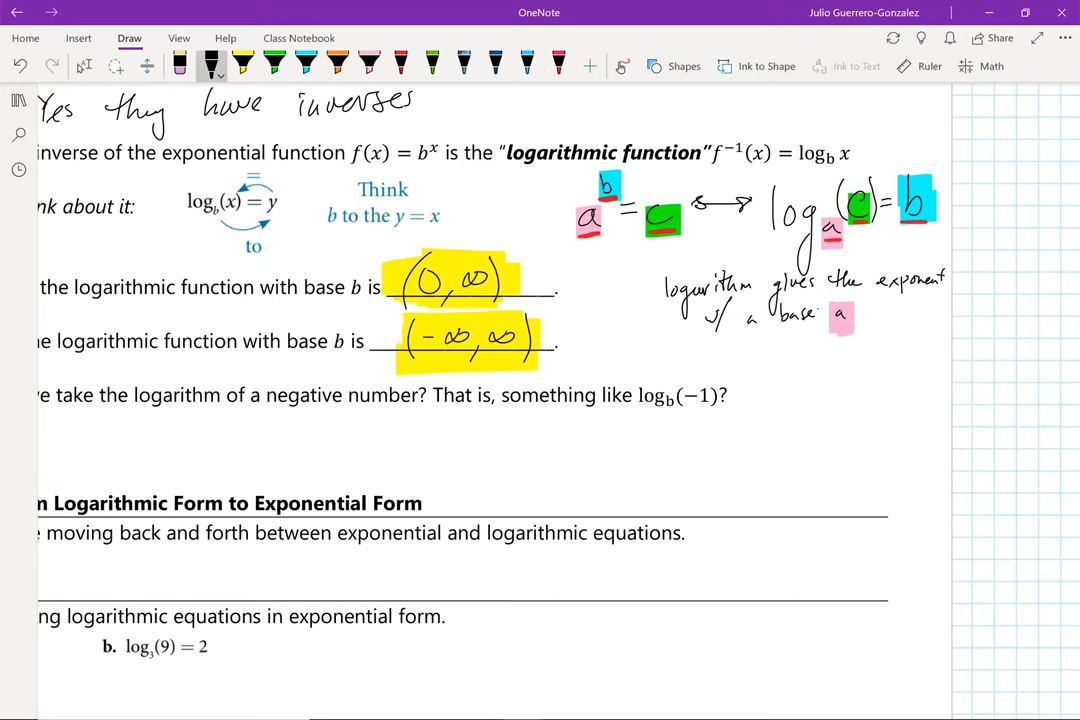 OneNote
Julio Guerrero-Gonzalez
Home Insert Draw View Help Class Notebook
Share
Shapes Ink to Shape Ink to Text Ruler Math
Yes they have inverses
inverse of the exponential function f(x) = bˣ is the "logarithmic function" f⁻¹(x) = log_b x
nk about it:
=
log_b(x) = y
to
Think
b to the y = x
a^b = c ⟷ log_a(c) = b
the logarithmic function with base b is (0, ∞).
logarithm gives the exponent
w/ a base: a
e logarithmic function with base b is (-∞, ∞).
e take the logarithm of a negative number? That is, something like log_b(−1)?
m Logarithmic Form to Exponential Form
moving back and forth between exponential and logarithmic equations.
ng logarithmic equations in exponential form.
b. log₃(9) = 2